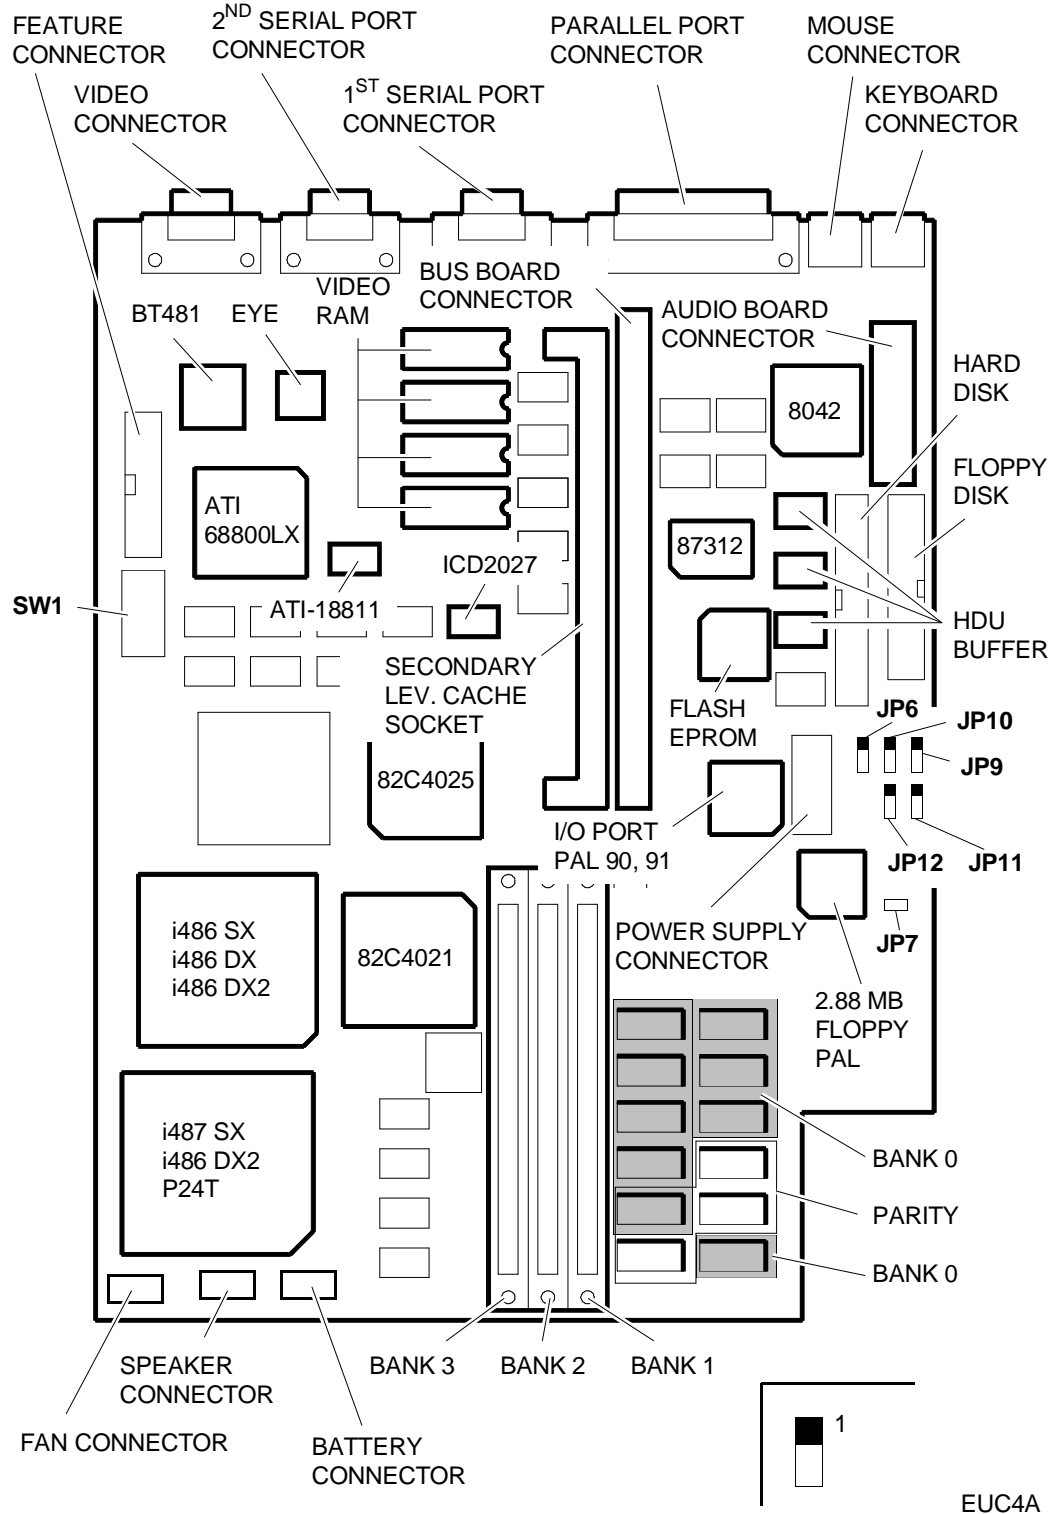 FEATURE
CONNECTOR
2ND SERIAL PORT
CONNECTOR
PARALLEL PORT
CONNECTOR
MOUSE
CONNECTOR
VIDEO
CONNECTOR
1ST SERIAL PORT
CONNECTOR
KEYBOARD
CONNECTOR
BUS BOARD
CONNECTOR
VIDEO
RAM
BT481
EYE
AUDIO BOARD
CONNECTOR
HARD
DISK
8042
FLOPPY
DISK
ATI
68800LX
87312
ICD2027
SW1
ATI-18811
HDU
BUFFER
SECONDARY
LEV. CACHE
SOCKET
FLASH
EPROM
JP6
JP10
JP9
82C4025
I/O PORT
PAL 90, 91
JP12
JP11
i486 SX
i486 DX
i486 DX2
82C4021
POWER SUPPLY
CONNECTOR
JP7
2.88 MB
FLOPPY
PAL
i487 SX
i486 DX2
P24T
BANK 0
PARITY
BANK 0
BANK 3
BANK 2
BANK 1
SPEAKER
CONNECTOR
FAN CONNECTOR
BATTERY
CONNECTOR
1
EUC4A